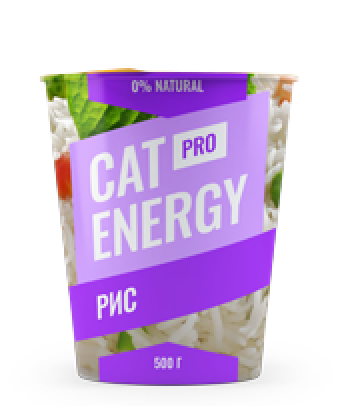 0% NATURAL
CAT PRO
ENERGY
РИС
500 Г